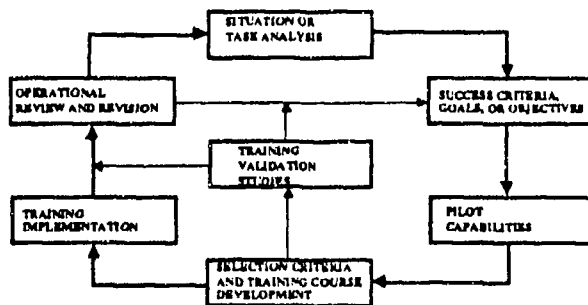 SITUATION OR
TASK ANALYSIS
OPERATIONAL
REVIEW AND REVISION
SUCCESS CRITERIA,
GOALS, OR OBJECTIVES
TRAINING
VALIDATION
STUDIES
TRAINING
IMPLEMENTATION
PILOT
CAPABILITIES
SELECTION CRITERIA
AND TRAINING COURSE
DEVELOPMENT